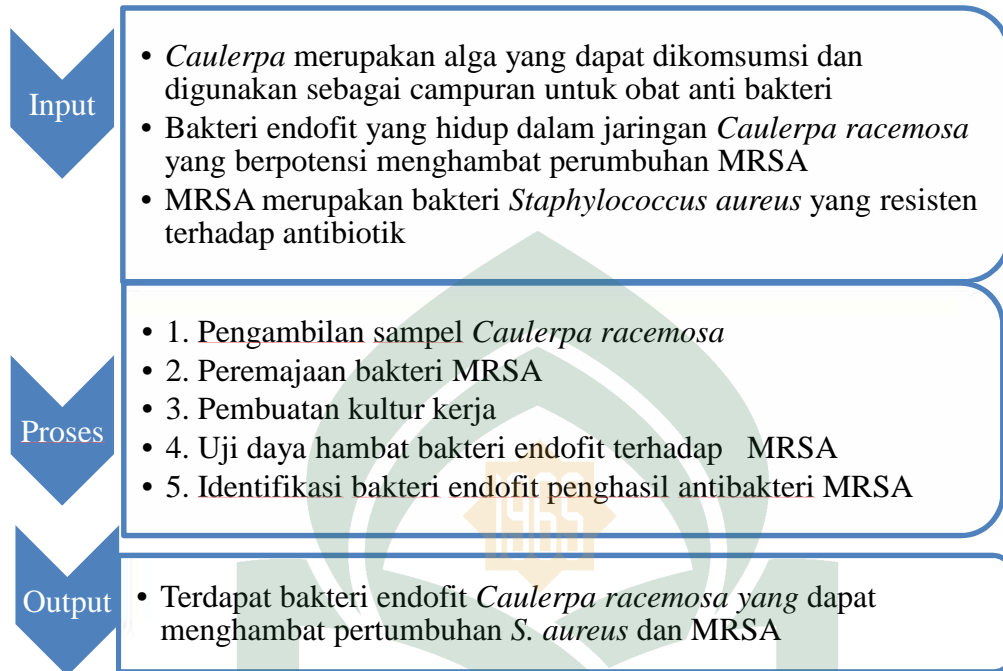 Input
• Caulerpa merupakan alga yang dapat dikomsumsi dan
digunakan sebagai campuran untuk obat anti bakteri
• Bakteri endofit yang hidup dalam jaringan Caulerpa racemosa
yang berpotensi menghambat perumbuhan MRSA
• MRSA merupakan bakteri Staphylococcus aureus yang resisten
terhadap antibiotik
Proses
• 1. Pengambilan sampel Caulerpa racemosa
• 2. Peremajaan bakteri MRSA
• 3. Pembuatan kultur kerja
• 4. Uji daya hambat bakteri endofit terhadap MRSA
• 5. Identifikasi bakteri endofit penghasil antibakteri MRSA
1965
Output
• Terdapat bakteri endofit Caulerpa racemosa yang dapat
menghambat pertumbuhan S. aureus dan MRSA